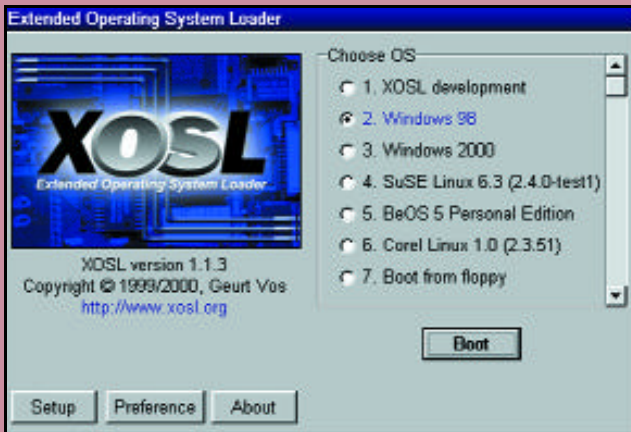 Extended Operating System Loader
XOSL
Extended Operating System Loader
XOSL version 1.1.3
Copyright © 1999/2000, Geurt Vos
http://www.xosl.org
Choose OS
1. XOSL development
2. Windows 98
3. Windows 2000
4. SuSE Linux 6.3 (2.4.0-test1)
5. BeOS 5 Personal Edition
6. Corel Linux 1.0 (2.3.51)
7. Boot from floppy
Boot
Setup
Preference
About